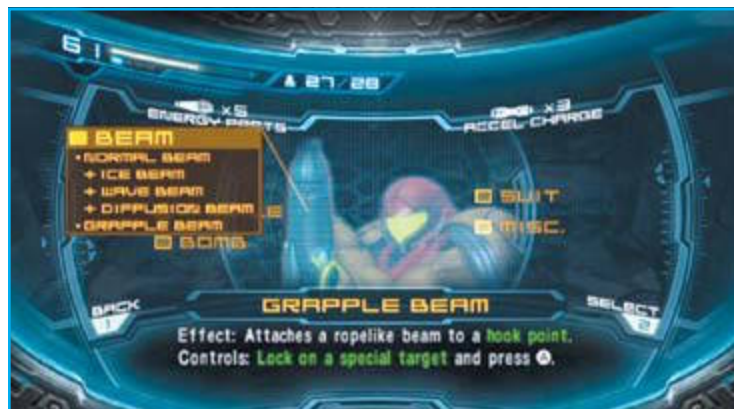 61
27/28
x5
ENERGY PARTS
x3
ACCEL CHARGE
BEAM
•NORMAL BEAM
+ICE BEAM
+WAVE BEAM
+DIFFUSION BEAM
•GRAPPLE BEAM
BOMB
SUIT
MISC.
BACK
1
GRAPPLE BEAM
SELECT
2
Effect: Attaches a ropelike beam to a hook point.
Controls: Lock on a special target and press A.